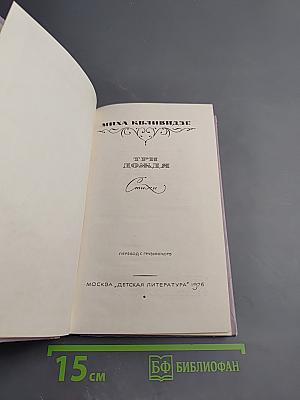 МИХА КВЛИВИДЗЕ
ТРИ
ДОЖДЯ
Стихи
ПЕРЕВОД С ГРУЗИНСКОГО
МОСКВА „ДЕТСКАЯ ЛИТЕРАТУРА" 1976
15 см
БФ БИБЛИОФАН